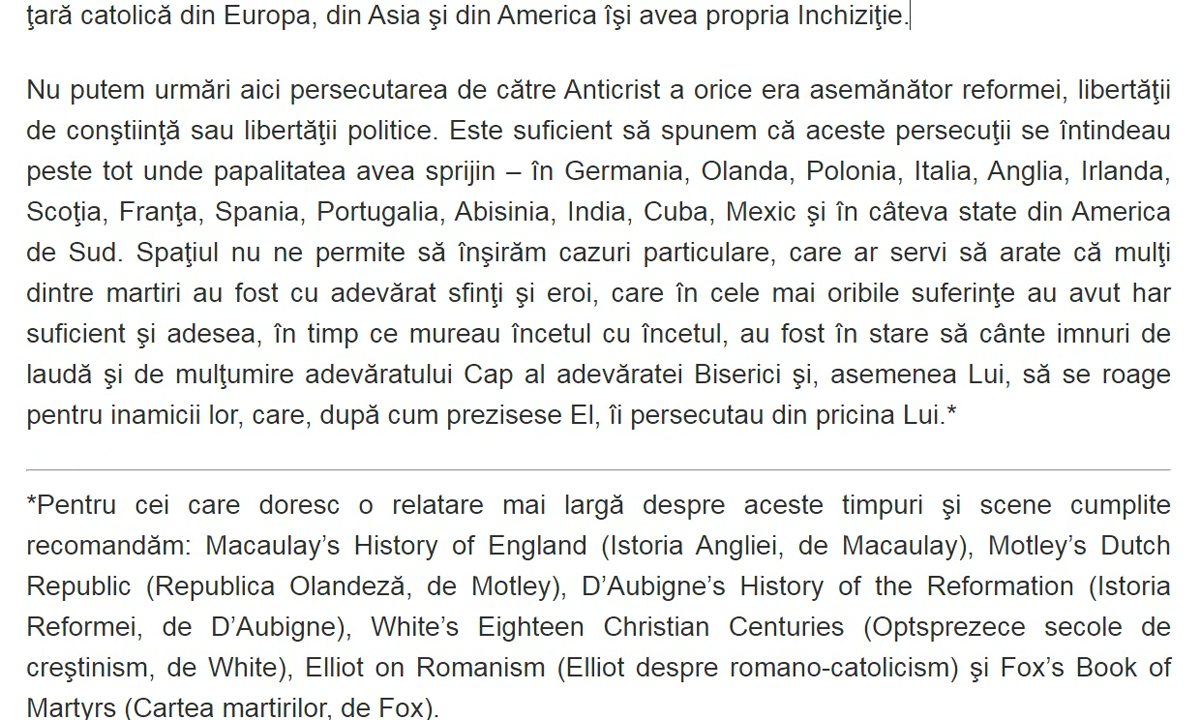 ţară catolică din Europa, din Asia şi din America îşi avea propria Inchiziţie.
Nu putem urmări aici persecutarea de către Anticrist a orice era asemănător reformei, libertăţii
de conştiinţă sau libertăţii politice. Este suficient să spunem că aceste persecuţii se întindeau
peste tot unde papalitatea avea sprijin – în Germania, Olanda, Polonia, Italia, Anglia, Irlanda,
Scoţia, Franţa, Spania, Portugalia, Abisinia, India, Cuba, Mexic şi în câteva state din America
de Sud. Spaţiul nu ne permite să înşirăm cazuri particulare, care ar servi să arate că mulţi
dintre martiri au fost cu adevărat sfinţi şi eroi, care în cele mai oribile suferinţe au avut har
suficient şi adesea, în timp ce mureau încetul cu încetul, au fost în stare să cânte imnuri de
laudă şi de mulţumire adevăratului Cap al adevăratei Biserici şi, asemenea Lui, să se roage
pentru inamicii lor, care, după cum prezisese El, îi persecutau din pricina Lui.*
*Pentru cei care doresc o relatare mai largă despre aceste timpuri şi scene cumplite
recomandăm: Macaulay’s History of England (Istoria Angliei, de Macaulay), Motley’s Dutch
Republic (Republica Olandeză, de Motley), D’Aubigne’s History of the Reformation (Istoria
Reformei, de D’Aubigne), White’s Eighteen Christian Centuries (Optsprezece secole de
creştinism, de White), Elliot on Romanism (Elliot despre romano-catolicism) şi Fox’s Book of
Martyrs (Cartea martirilor, de Fox).